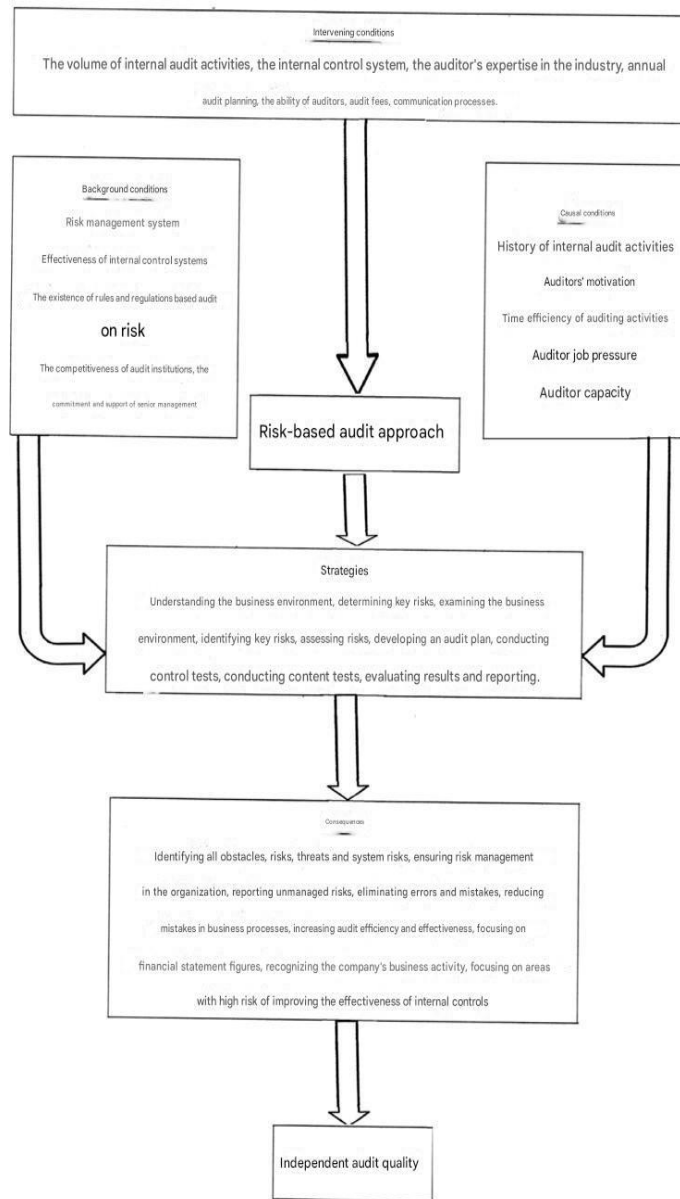 Intervening conditions
The volume of internal audit activities, the internal control system, the auditor's expertise in the industry, annual
audit planning, the ability of auditors, audit fees, communication processes.
Background conditions
Risk management system
Effectiveness of internal control systems
The existence of rules and regulations based audit
on risk
The competitiveness of audit institutions, the
commitment and support of senior management
Causal conditions
History of internal audit activities
Auditors' motivation
Time efficiency of auditing activities
Auditor job pressure
Auditor capacity
Risk-based audit approach
Strategies
Understanding the business environment, determining key risks, examining the business
environment, identifying key risks, assessing risks, developing an audit plan, conducting
control tests, conducting content tests, evaluating results and reporting.
Consequences
Identifying all obstacles, risks, threats and system risks, ensuring risk management
in the organization, reporting unmanaged risks, eliminating errors and mistakes, reducing
mistakes in business processes, increasing audit efficiency and effectiveness, focusing on
financial statement figures, recognizing the company's business activity, focusing on areas
with high risk of improving the effectiveness of internal controls
Independent audit quality